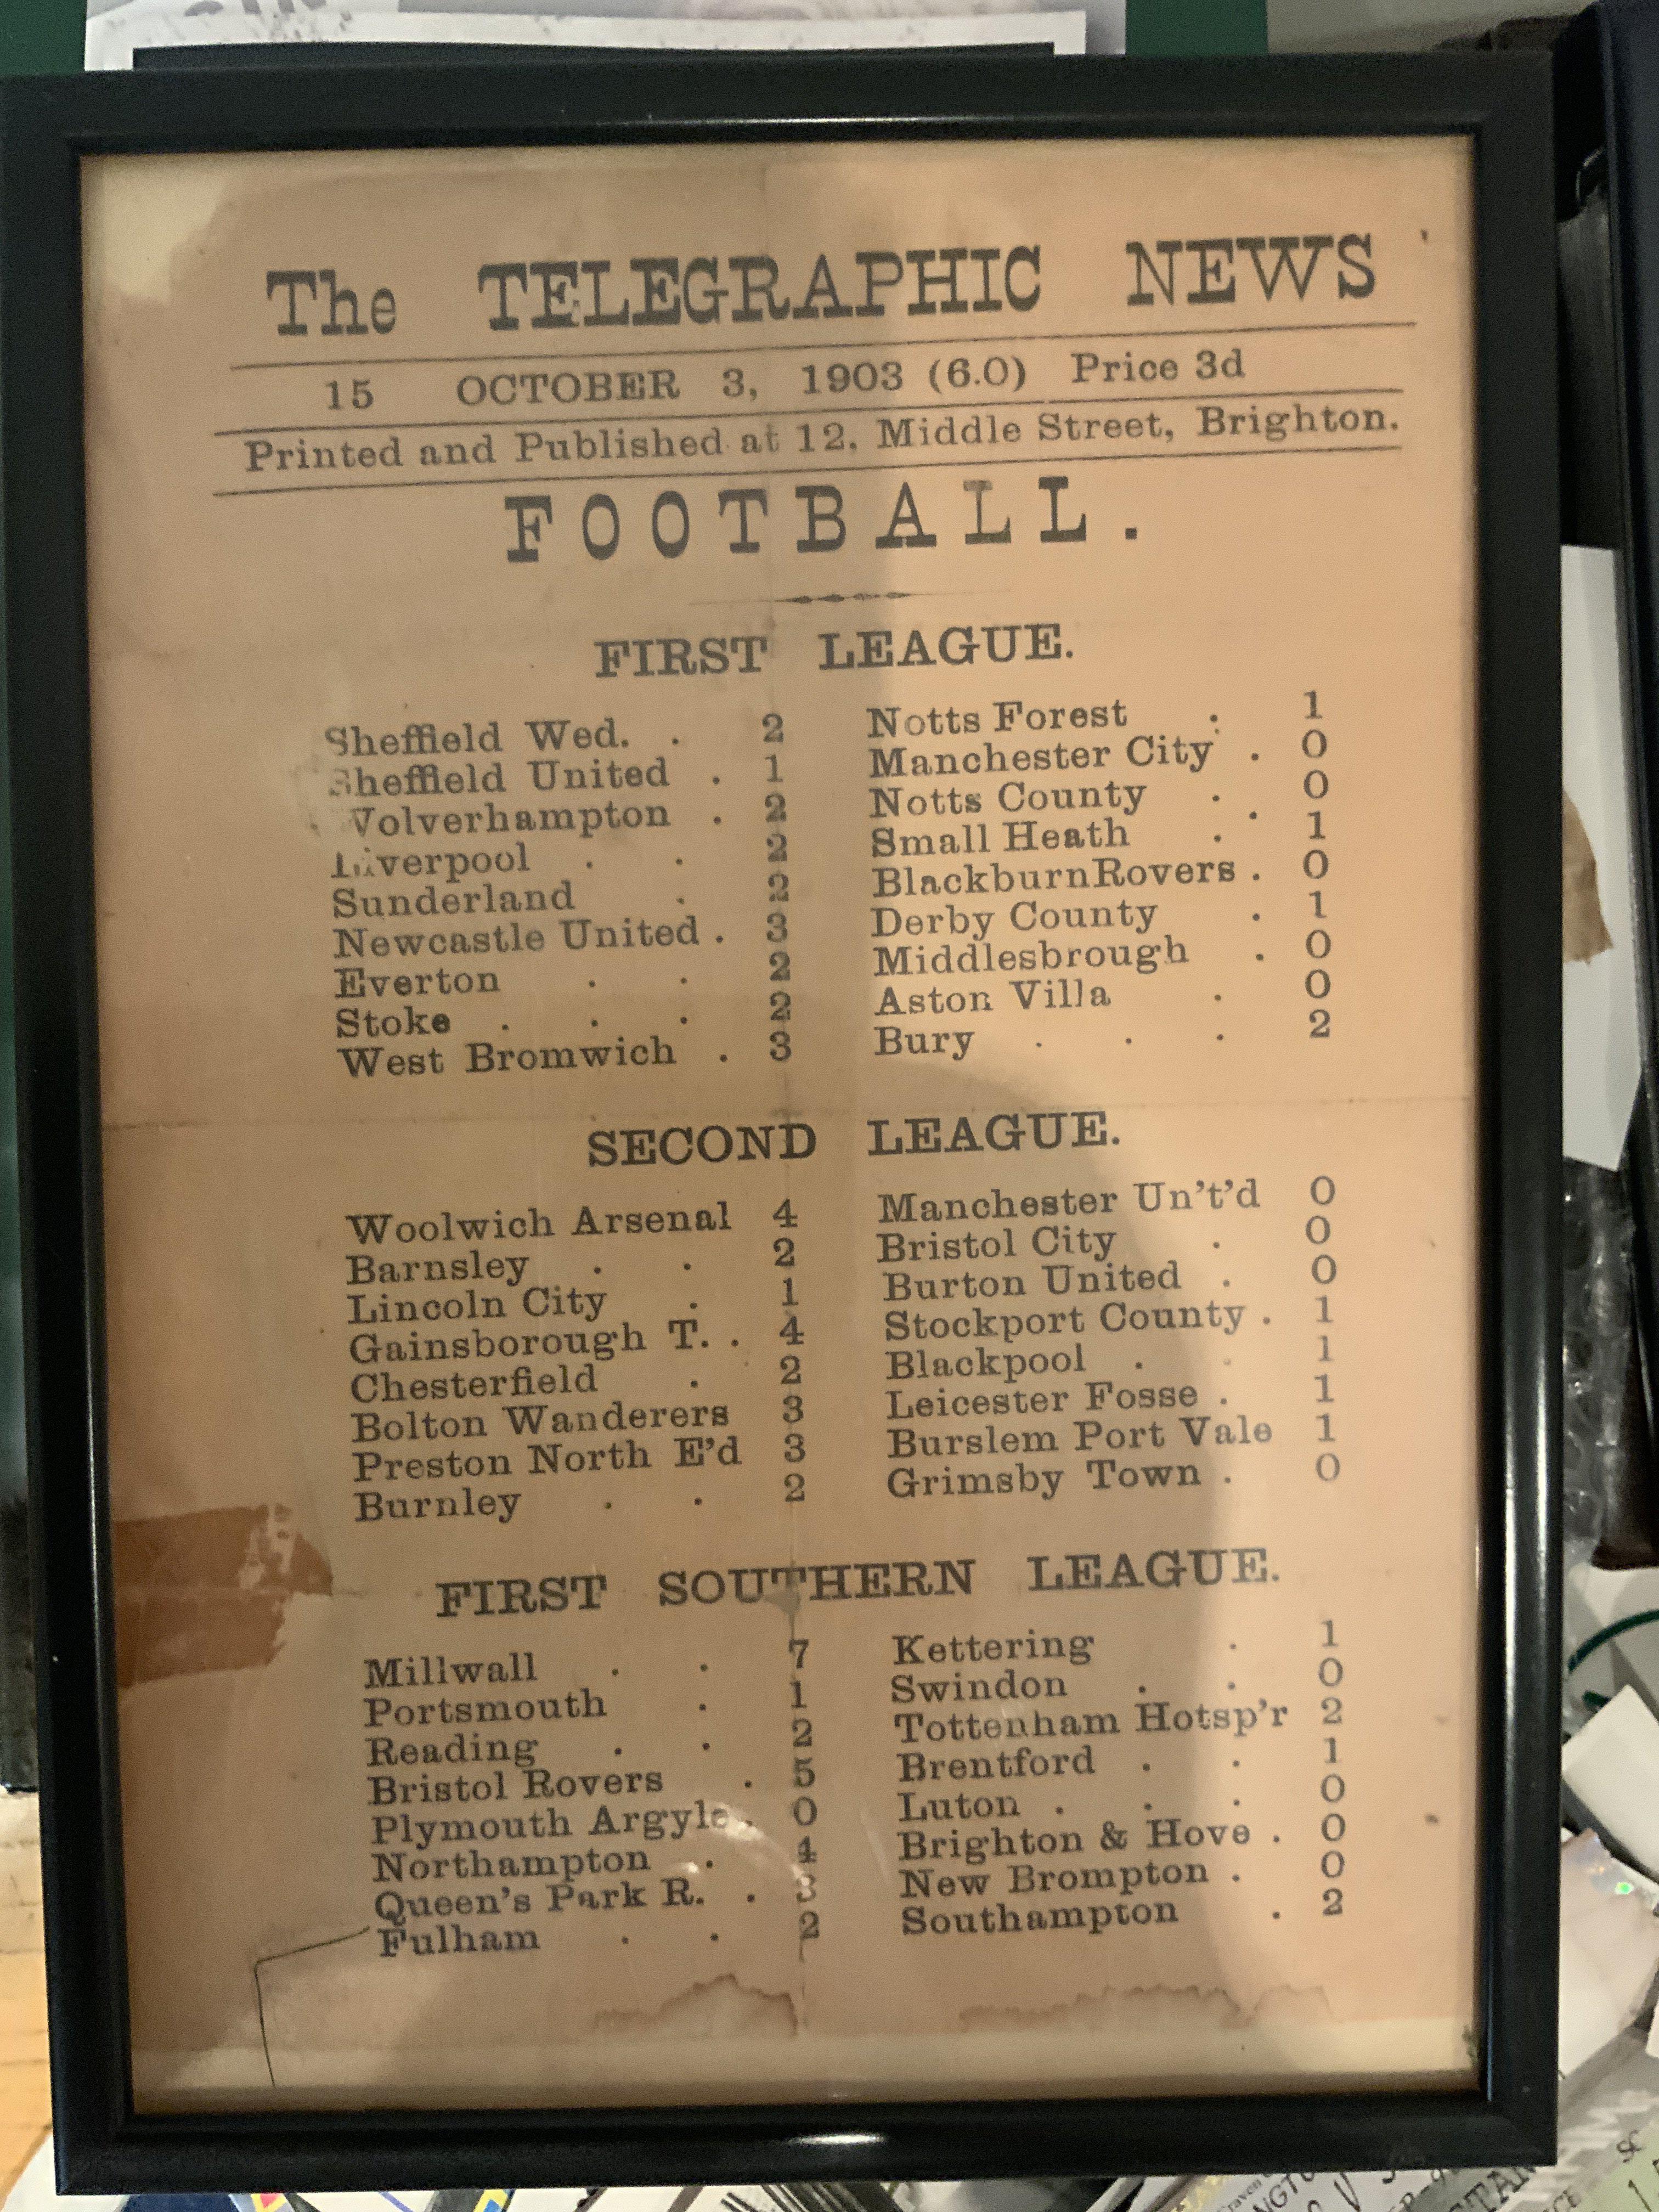 The TELEGRAPHIC NEWS
15 OCTOBER 3, 1903 (6.0) Price 3d
Printed and Published at 12, Middle Street, Brighton.
FOOTBALL.
FIRST LEAGUE.
Sheffield Wed. . 2 Notts Forest . 1
Sheffield United . 1 Manchester City . 0
Wolverhampton . 2 Notts County . 0
Liverpool . . 2 Small Heath . 1
Sunderland . 2 BlackburnRovers . 0
Newcastle United . 3 Derby County . 1
Everton . . 2 Middlesbrough . 0
Stoke . . . 2 Aston Villa . 0
West Bromwich . 3 Bury . . . 2
SECOND LEAGUE.
Woolwich Arsenal 4 Manchester Un't'd 0
Barnsley . . 2 Bristol City . 0
Lincoln City . 1 Burton United . 0
Gainsborough T. . 4 Stockport County . 1
Chesterfield . 2 Blackpool . . 1
Bolton Wanderers 3 Leicester Fosse . 1
Preston North E'd 3 Burslem Port Vale 1
Burnley . . 2 Grimsby Town . 0
FIRST SOUTHERN LEAGUE.
Millwall . . 7 Kettering . 1
Portsmouth . 1 Swindon . . 0
Reading . . 2 Tottenham Hotsp'r 2
Bristol Rovers . 5 Brentford . . 1
Plymouth Argyle . 0 Luton . . . 0
Northampton . 4 Brighton & Hove . 0
Queen's Park R. . 3 New Brompton . 0
Fulham . . 2 Southampton . 2